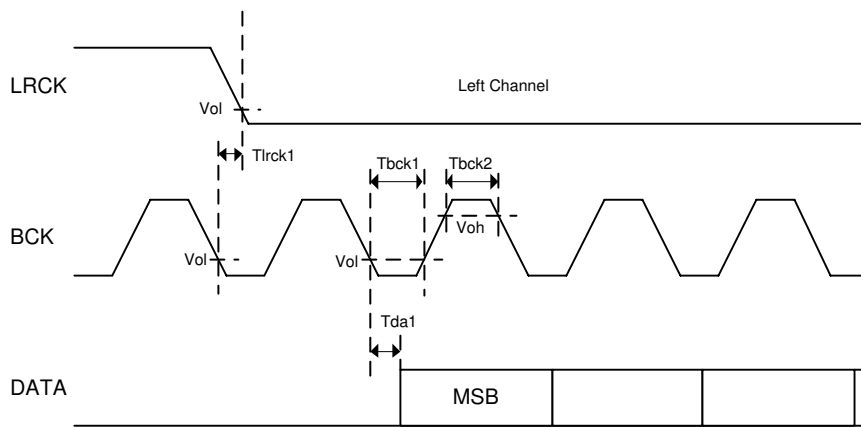 LRCK
Left Channel
Vol
Tlrck1
Tbck1
Tbck2
BCK
Voh
Vol
Vol
Tda1
DATA
MSB